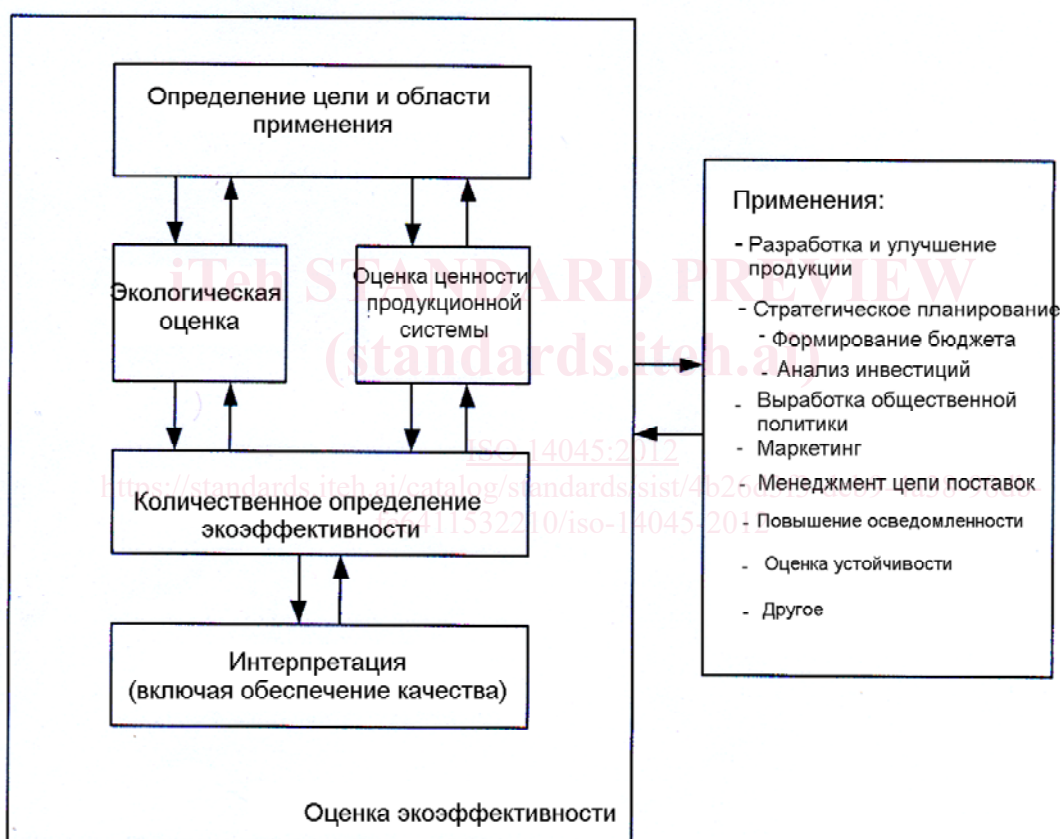 Определение цели и области
применения
Экологическая
оценка
Оценка ценности
продукционной
системы
Количественное определение
экоэффективности
Интерпретация
(включая обеспечение качества)
Оценка экоэффективности
Применения:
- Разработка и улучшение
продукции
- Стратегическое планирование
- Формирование бюджета
- Анализ инвестиций
- Выработка общественной
политики
- Маркетинг
- Менеджмент цепи поставок
- Повышение осведомленности
- Оценка устойчивости
- Другое
iTeh STANDARD PREVIEW
(standards.iteh.ai)
ISO 14045:2012